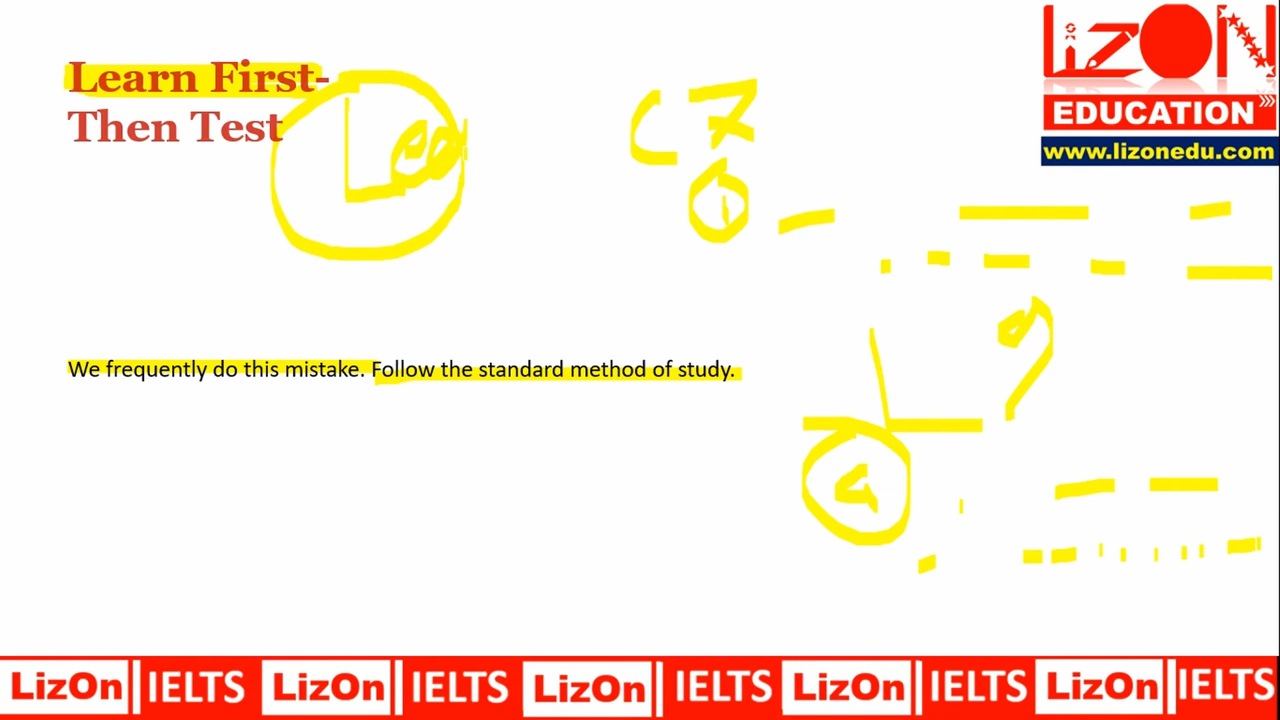 Learn First-
Then Test
LizON
EDUCATION
www.lizonedu.com
We frequently do this mistake. Follow the standard method of study.
LizOn IELTS LizOn IELTS LizOn IELTS LizOn IELTS LizOn IELTS